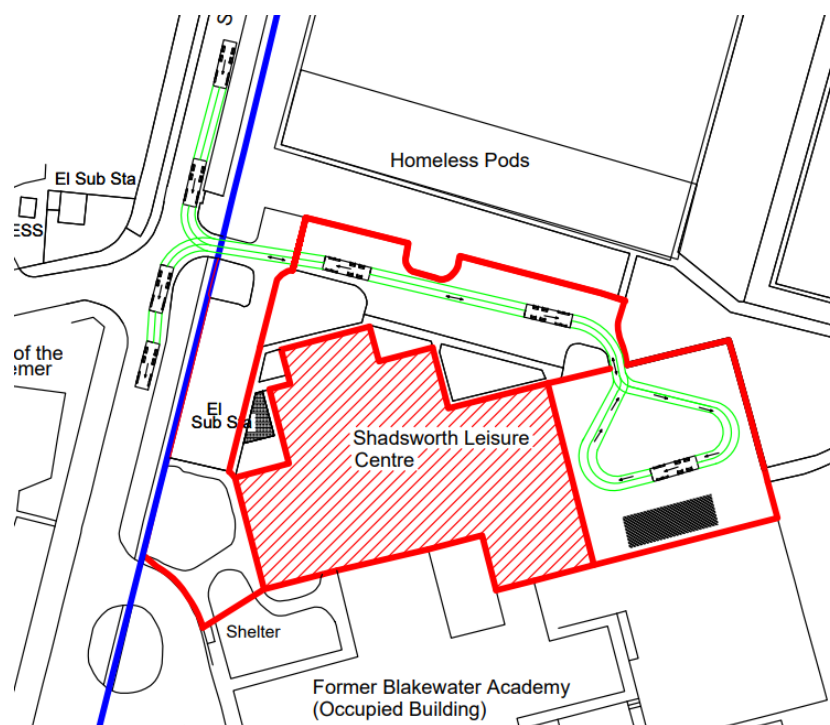 S
Homeless Pods
El Sub Sta
ESS
of the
emer
El
Sub Sta
Shadsworth Leisure
Centre
Shelter
Former Blakewater Academy
(Occupied Building)